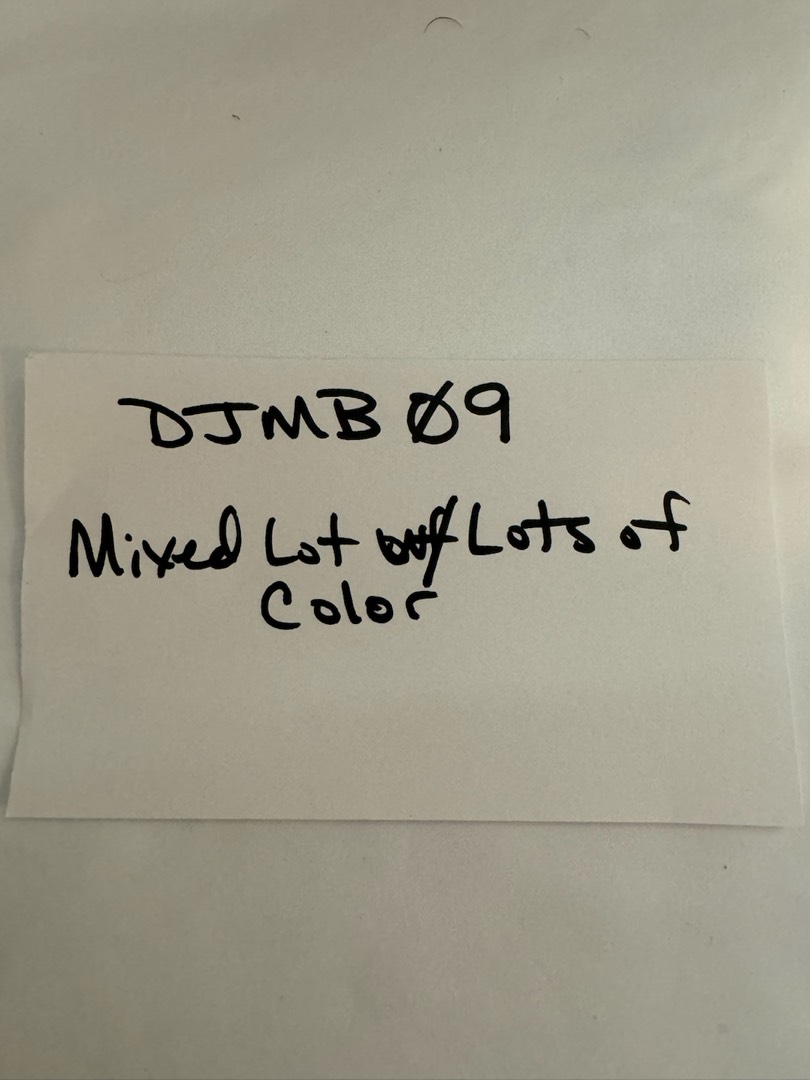 DJMB Ø9
Mixed Lot w/ Lots of
Color